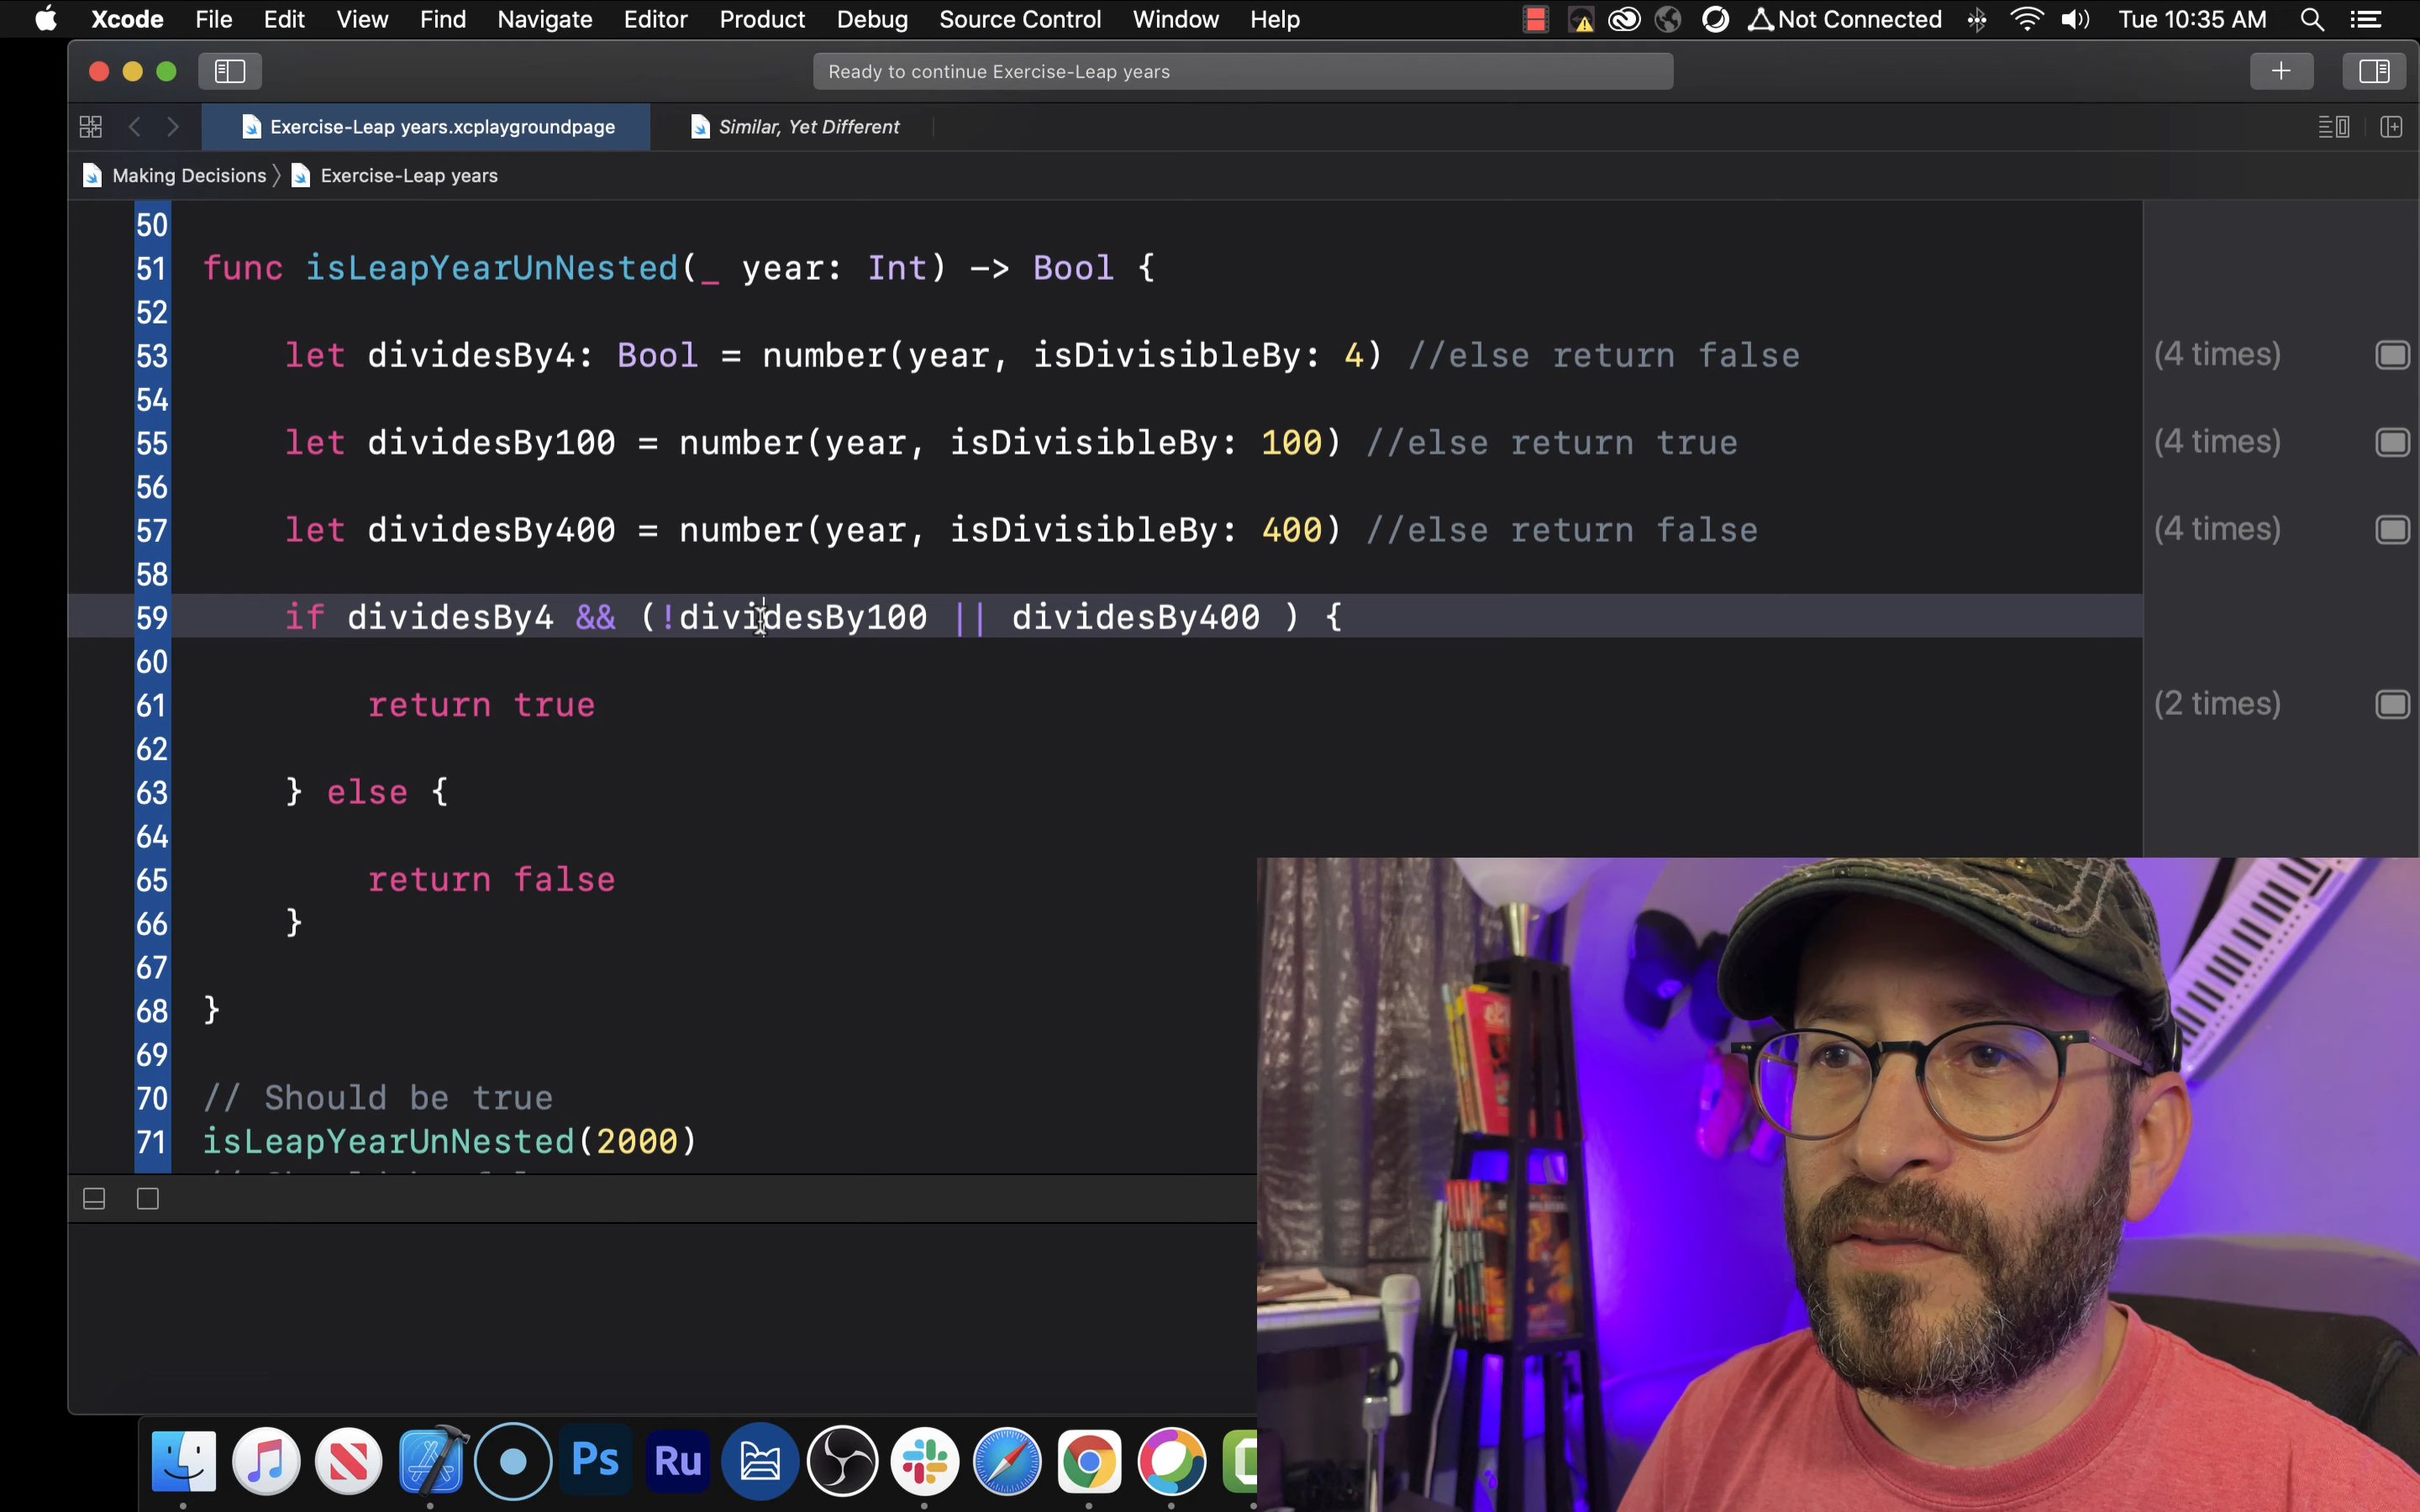 Xcode File Edit View Find Navigate Editor Product Debug Source Control Window Help Not Connected Tue 10:35 AM
Ready to continue Exercise-Leap years
Exercise-Leap years.xcplaygroundpage Similar, Yet Different
Making Decisions Exercise-Leap years
50
51 func isLeapYearUnNested(_ year: Int) -> Bool {
52
53 let dividesBy4: Bool = number(year, isDivisibleBy: 4) //else return false (4 times)
54
55 let dividesBy100 = number(year, isDivisibleBy: 100) //else return true (4 times)
56
57 let dividesBy400 = number(year, isDivisibleBy: 400) //else return false (4 times)
58
59 if dividesBy4 && (!dividesBy100 || dividesBy400 ) {
60
61 return true (2 times)
62
63 } else {
64
65 return false
66 }
67
68 }
69
70 // Should be true
71 isLeapYearUnNested(2000)
Ps Ru